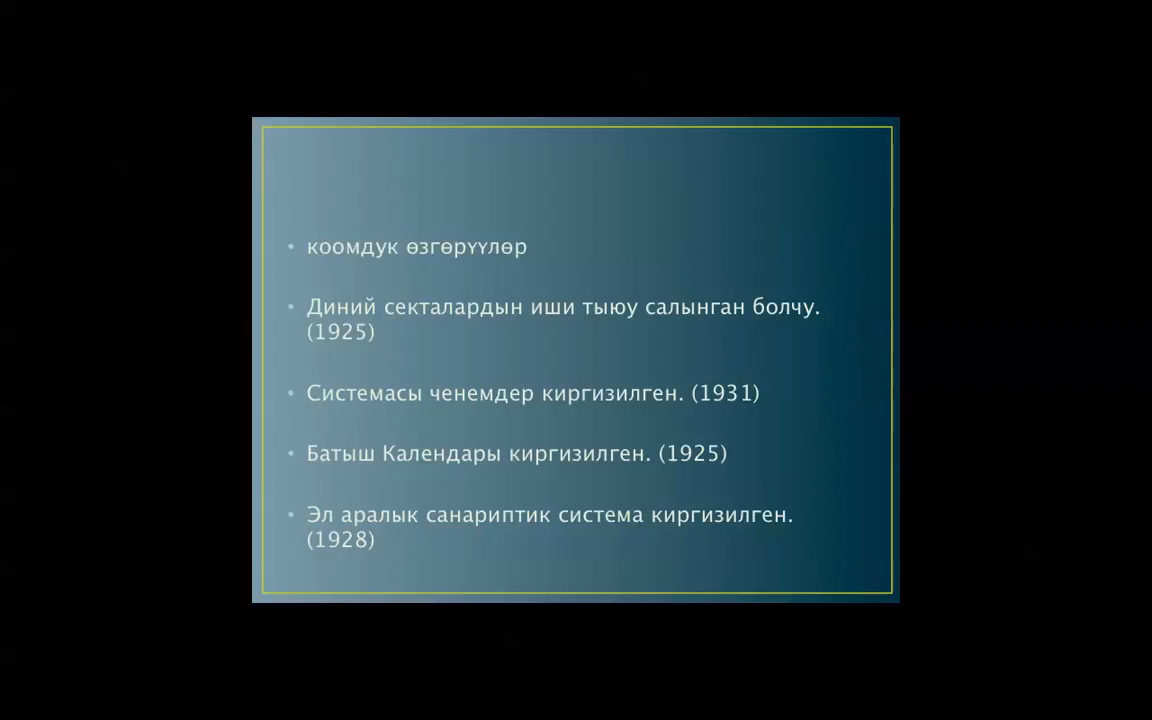 • коомдук өзгөрүүлөр
• Диний секталардын иши тыюу салынган болчу.
(1925)
• Системасы ченемдер киргизилген. (1931)
• Батыш Календары киргизилген. (1925)
• Эл аралык санариптик система киргизилген.
(1928)